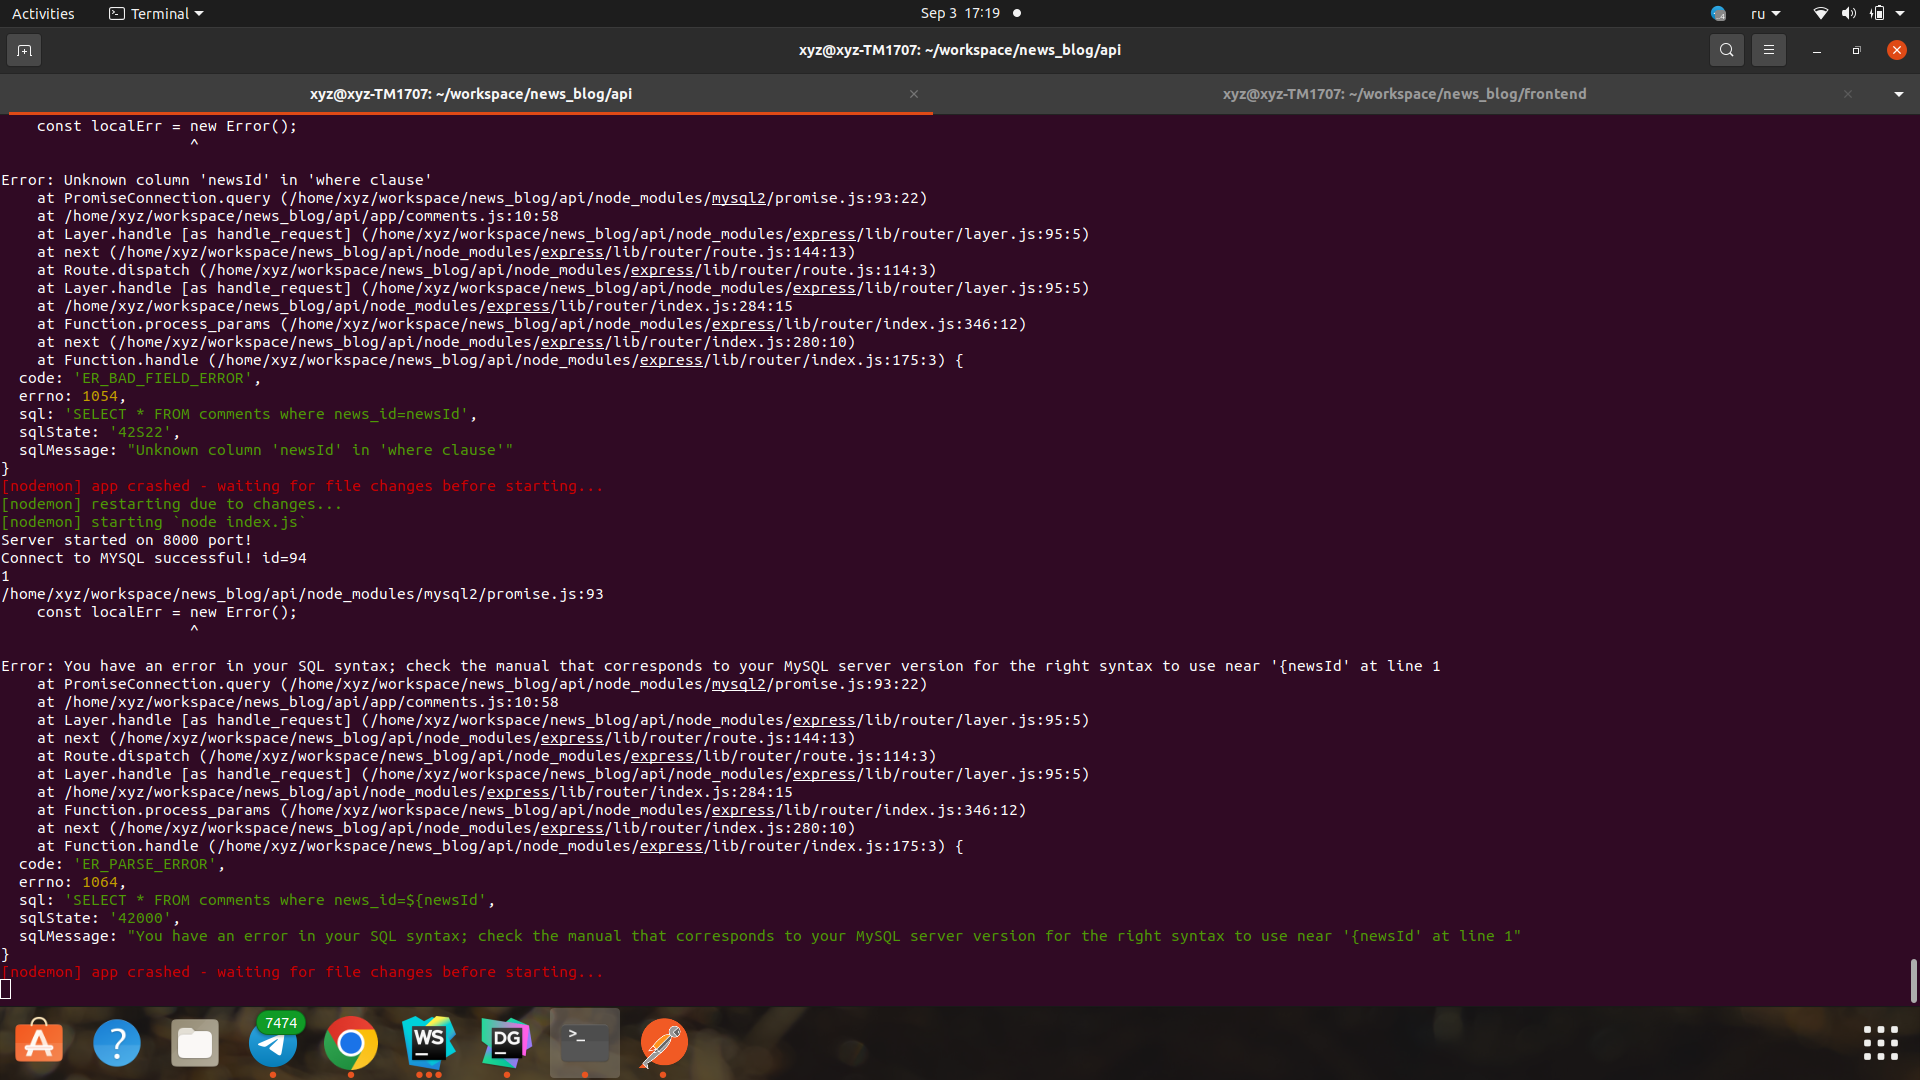 Activities
Terminal
Sep 3 17:19
ru
xyz@xyz-TM1707: ~/workspace/news_blog/api
xyz@xyz-TM1707: ~/workspace/news_blog/api
xyz@xyz-TM1707: ~/workspace/news_blog/frontend
    const localErr = new Error();
                     ^
Error: Unknown column 'newsId' in 'where clause'
    at PromiseConnection.query (/home/xyz/workspace/news_blog/api/node_modules/mysql2/promise.js:93:22)
    at /home/xyz/workspace/news_blog/api/app/comments.js:10:58
    at Layer.handle [as handle_request] (/home/xyz/workspace/news_blog/api/node_modules/express/lib/router/layer.js:95:5)
    at next (/home/xyz/workspace/news_blog/api/node_modules/express/lib/router/route.js:144:13)
    at Route.dispatch (/home/xyz/workspace/news_blog/api/node_modules/express/lib/router/route.js:114:3)
    at Layer.handle [as handle_request] (/home/xyz/workspace/news_blog/api/node_modules/express/lib/router/layer.js:95:5)
    at /home/xyz/workspace/news_blog/api/node_modules/express/lib/router/index.js:284:15
    at Function.process_params (/home/xyz/workspace/news_blog/api/node_modules/express/lib/router/index.js:346:12)
    at next (/home/xyz/workspace/news_blog/api/node_modules/express/lib/router/index.js:280:10)
    at Function.handle (/home/xyz/workspace/news_blog/api/node_modules/express/lib/router/index.js:175:3) {
  code: 'ER_BAD_FIELD_ERROR',
  errno: 1054,
  sql: 'SELECT * FROM comments where news_id=newsId',
  sqlState: '42S22',
  sqlMessage: "Unknown column 'newsId' in 'where clause'"
}
[nodemon] app crashed - waiting for file changes before starting...
[nodemon] restarting due to changes...
[nodemon] starting `node index.js`
Server started on 8000 port!
Connect to MYSQL successful! id=94
1
/home/xyz/workspace/news_blog/api/node_modules/mysql2/promise.js:93
    const localErr = new Error();
                     ^
Error: You have an error in your SQL syntax; check the manual that corresponds to your MySQL server version for the right syntax to use near '{newsId' at line 1
    at PromiseConnection.query (/home/xyz/workspace/news_blog/api/node_modules/mysql2/promise.js:93:22)
    at /home/xyz/workspace/news_blog/api/app/comments.js:10:58
    at Layer.handle [as handle_request] (/home/xyz/workspace/news_blog/api/node_modules/express/lib/router/layer.js:95:5)
    at next (/home/xyz/workspace/news_blog/api/node_modules/express/lib/router/route.js:144:13)
    at Route.dispatch (/home/xyz/workspace/news_blog/api/node_modules/express/lib/router/route.js:114:3)
    at Layer.handle [as handle_request] (/home/xyz/workspace/news_blog/api/node_modules/express/lib/router/layer.js:95:5)
    at /home/xyz/workspace/news_blog/api/node_modules/express/lib/router/index.js:284:15
    at Function.process_params (/home/xyz/workspace/news_blog/api/node_modules/express/lib/router/index.js:346:12)
    at next (/home/xyz/workspace/news_blog/api/node_modules/express/lib/router/index.js:280:10)
    at Function.handle (/home/xyz/workspace/news_blog/api/node_modules/express/lib/router/index.js:175:3) {
  code: 'ER_PARSE_ERROR',
  errno: 1064,
  sql: 'SELECT * FROM comments where news_id=${newsId',
  sqlState: '42000',
  sqlMessage: "You have an error in your SQL syntax; check the manual that corresponds to your MySQL server version for the right syntax to use near '{newsId' at line 1"
}
[nodemon] app crashed - waiting for file changes before starting...
7474
WS
DG
>_